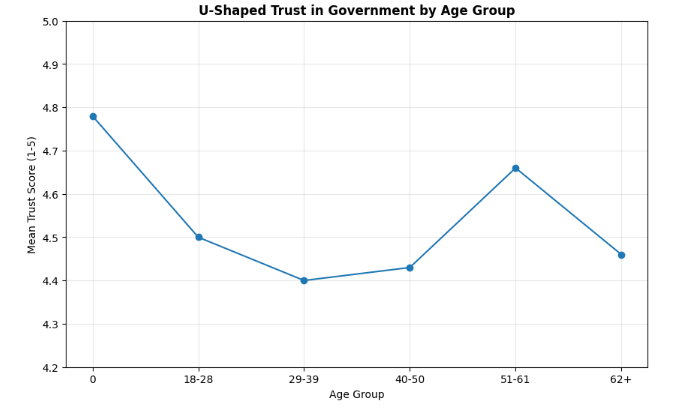 U-Shaped Trust in Government by Age Group
Mean Trust Score (1-5)
5.0
4.9
4.8
4.7
4.6
4.5
4.4
4.3
4.2
0 18-28 29-39 40-50 51-61 62+
Age Group